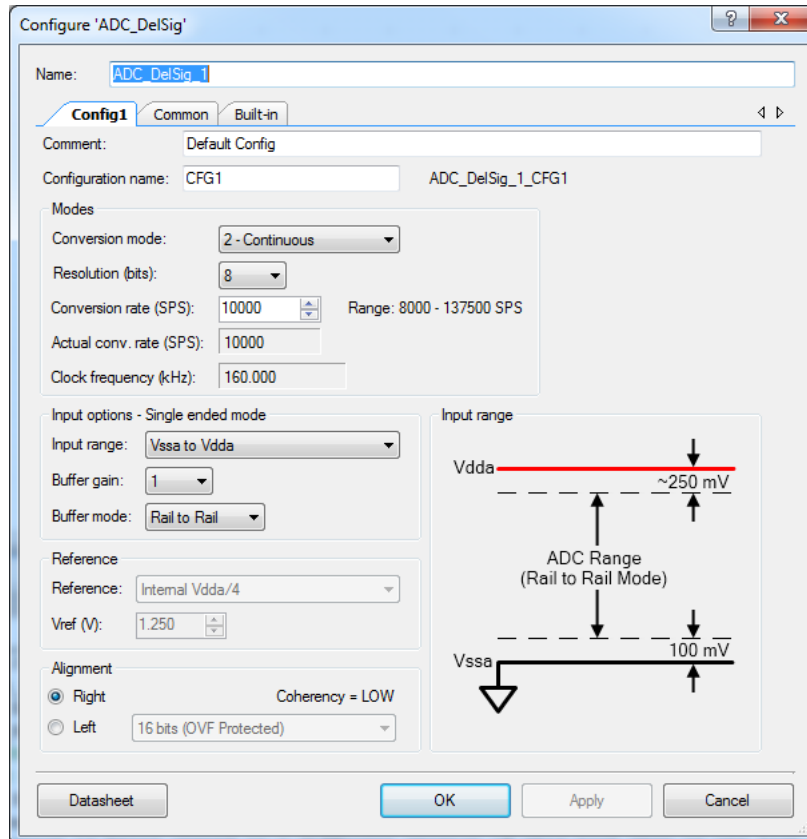 Configure 'ADC_DelSig'
Name: ADC_DelSig_1
Config1 Common Built-in
Comment: Default Config
Configuration name: CFG1 ADC_DelSig_1_CFG1
Modes
Conversion mode: 2 - Continuous
Resolution (bits): 8
Conversion rate (SPS): 10000 Range: 8000 - 137500 SPS
Actual conv. rate (SPS): 10000
Clock frequency (kHz): 160.000
Input options - Single ended mode
Input range: Vssa to Vdda
Buffer gain: 1
Buffer mode: Rail to Rail
Input range
Vdda
~250 mV
ADC Range
(Rail to Rail Mode)
100 mV
Vssa
Reference
Reference: Internal Vdda/4
Vref (V): 1.250
Alignment
Right Coherency = LOW
Left 16 bits (OVF Protected)
Datasheet OK Apply Cancel